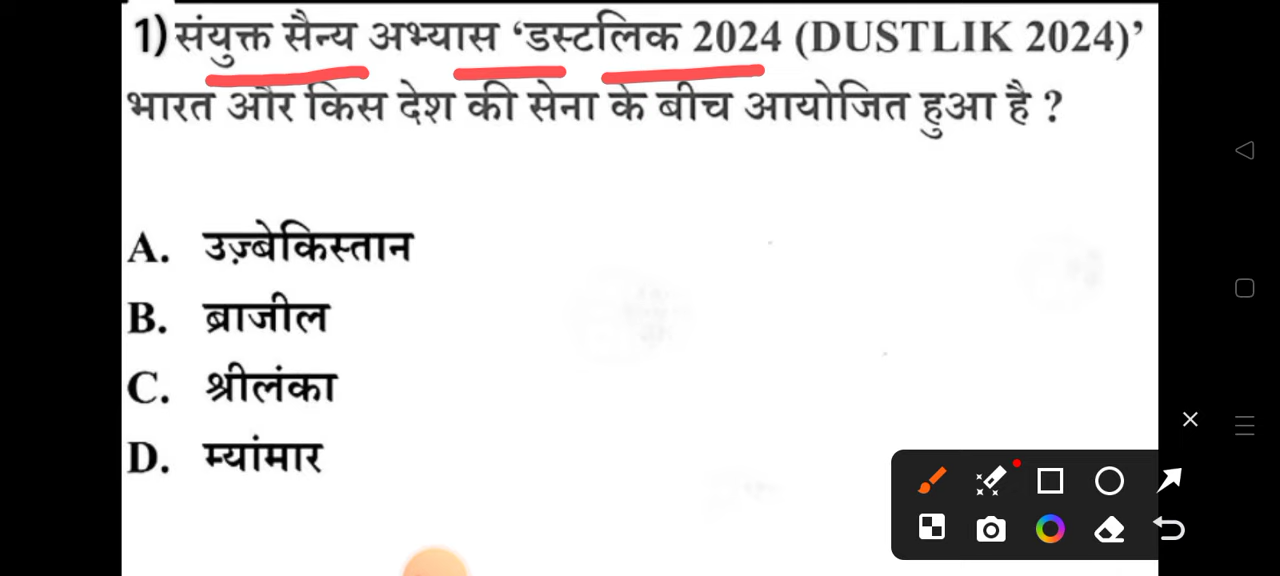 1) संयुक्त सैन्य अभ्यास ‘डस्टलिक 2024 (DUSTLIK 2024)’
भारत और किस देश की सेना के बीच आयोजित हुआ है ?
A. उज़्बेकिस्तान
B. ब्राजील
C. श्रीलंका
D. म्यांमार